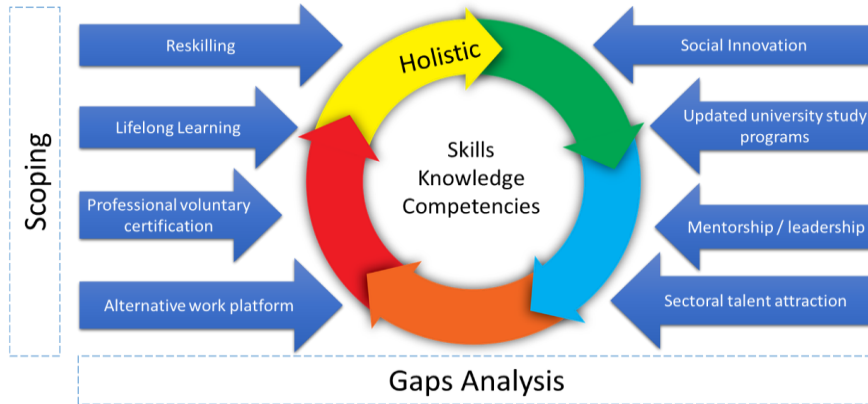 Scoping
Reskilling
Lifelong Learning
Professional voluntary
certification
Alternative work platform
Holistic
Skills
Knowledge
Competencies
Social Innovation
Updated university study
programs
Mentorship / leadership
Sectoral talent attraction
Gaps Analysis